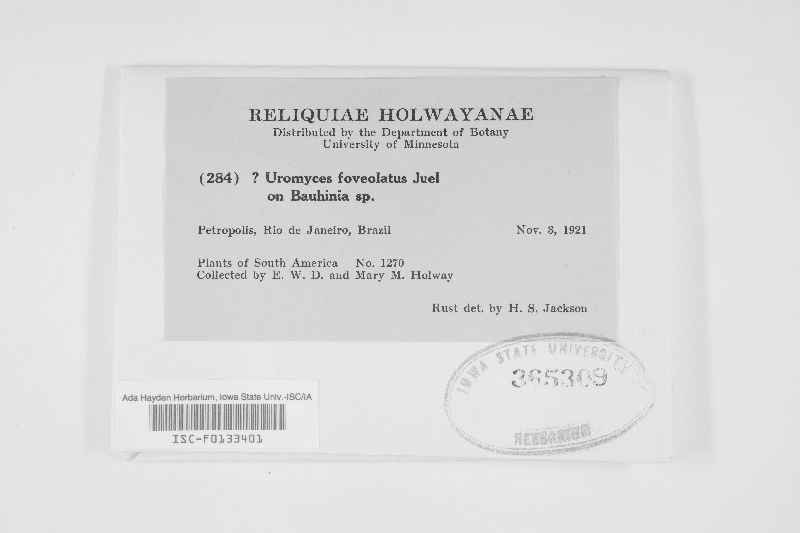 RELIQUIAE HOLWAYANAE
Distributed by the Department of Botany
University of Minnesota
(284) ? Uromyces foveolatus Juel
on Bauhinia sp.
Petropolis, Rio de Janeiro, Brazil Nov. 3, 1921
Plants of South America No. 1270
Collected by E. W. D. and Mary M. Holway
Rust det. by H. S. Jackson
IOWA STATE UNIVERSITY
365309
HERBARIUM
Ada Hayden Herbarium, Iowa State Univ.-ISC/IA
ISC-F0133401